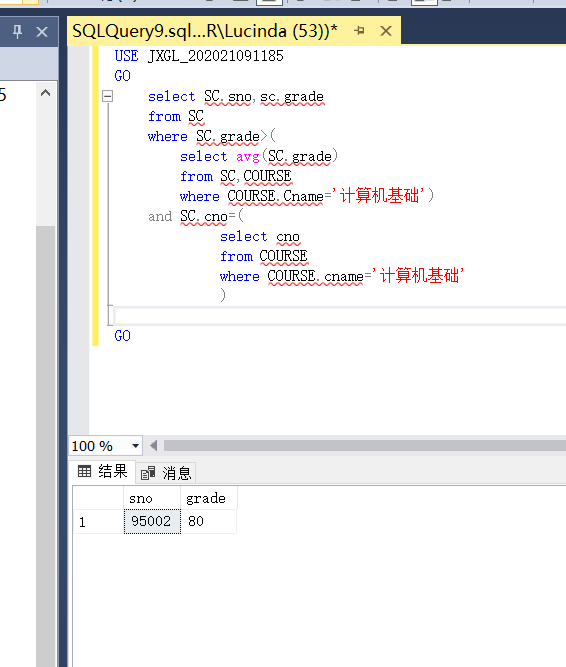 SQLQuery9.sql...R\Lucinda (53))*
5
USE JXGL_202021091185
GO
select SC.sno,sc.grade
from SC
where SC.grade>(
select avg(SC.grade)
from SC,COURSE
where COURSE.Cname='计算机基础')
and SC.cno=(
select cno
from COURSE
where COURSE.cname='计算机基础'
)
GO
100 %
结果 消息
sno grade
1 95002 80